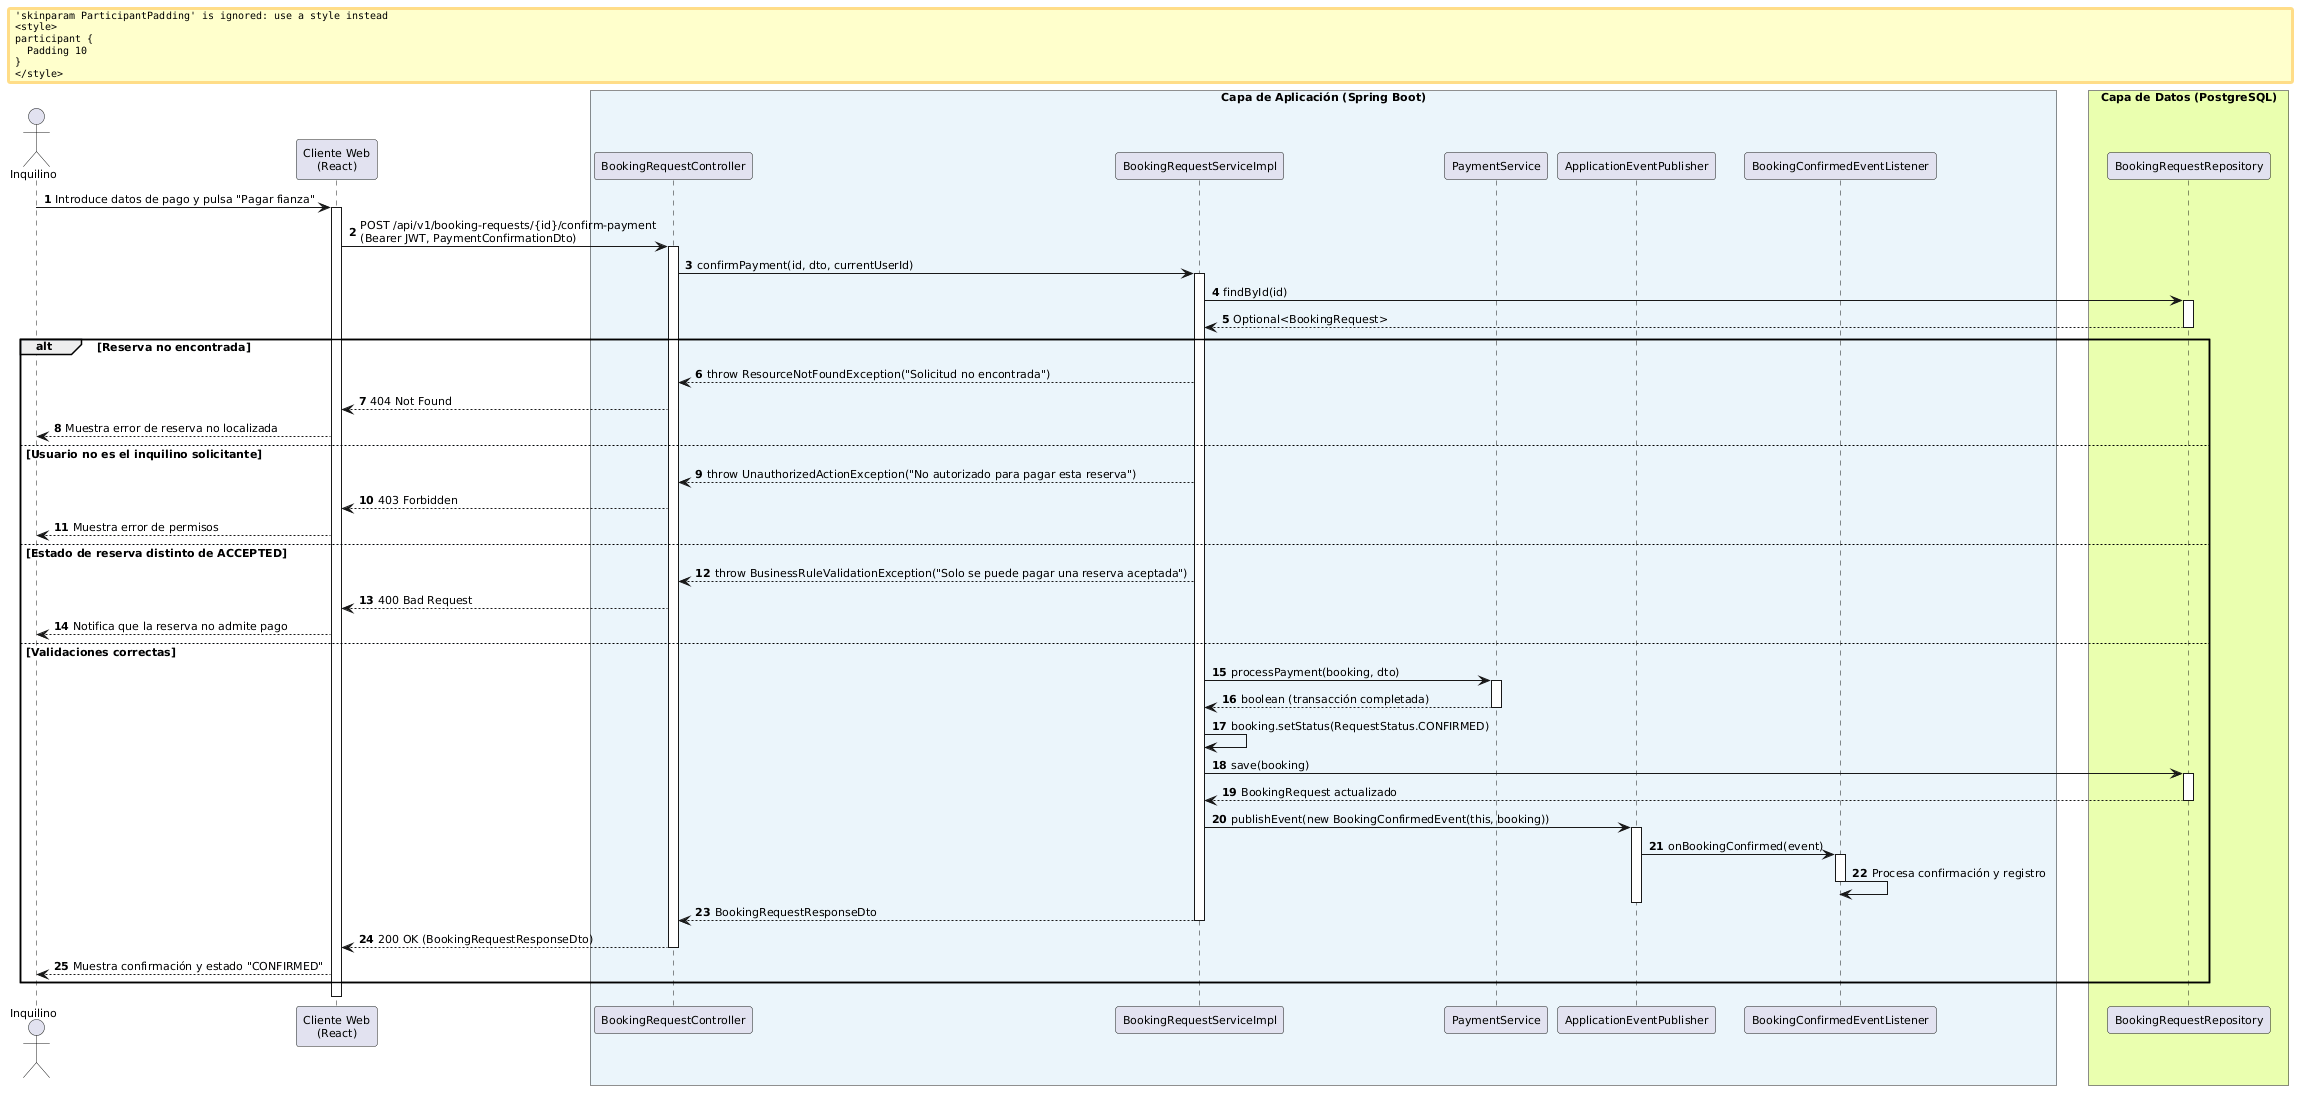 'skinparam ParticipantPadding' is ignored: use a style instead
<style>
participant {
  Padding 10
}
</style>
Capa de Aplicación (Spring Boot)
Capa de Datos (PostgreSQL)
Inquilino
Cliente Web
(React)
BookingRequestController
BookingRequestServiceImpl
PaymentService
ApplicationEventPublisher
BookingConfirmedEventListener
BookingRequestRepository
1 Introduce datos de pago y pulsa "Pagar fianza"
2 POST /api/v1/booking-requests/{id}/confirm-payment
(Bearer JWT, PaymentConfirmationDto)
3 confirmPayment(id, dto, currentUserId)
4 findById(id)
5 Optional<BookingRequest>
alt [Reserva no encontrada]
6 throw ResourceNotFoundException("Solicitud no encontrada")
7 404 Not Found
8 Muestra error de reserva no localizada
[Usuario no es el inquilino solicitante]
9 throw UnauthorizedActionException("No autorizado para pagar esta reserva")
10 403 Forbidden
11 Muestra error de permisos
[Estado de reserva distinto de ACCEPTED]
12 throw BusinessRuleValidationException("Solo se puede pagar una reserva aceptada")
13 400 Bad Request
14 Notifica que la reserva no admite pago
[Validaciones correctas]
15 processPayment(booking, dto)
16 boolean (transacción completada)
17 booking.setStatus(RequestStatus.CONFIRMED)
18 save(booking)
19 BookingRequest actualizado
20 publishEvent(new BookingConfirmedEvent(this, booking))
21 onBookingConfirmed(event)
22 Procesa confirmación y registro
23 BookingRequestResponseDto
24 200 OK (BookingRequestResponseDto)
25 Muestra confirmación y estado "CONFIRMED"
Inquilino
Cliente Web
(React)
BookingRequestController
BookingRequestServiceImpl
PaymentService
ApplicationEventPublisher
BookingConfirmedEventListener
BookingRequestRepository